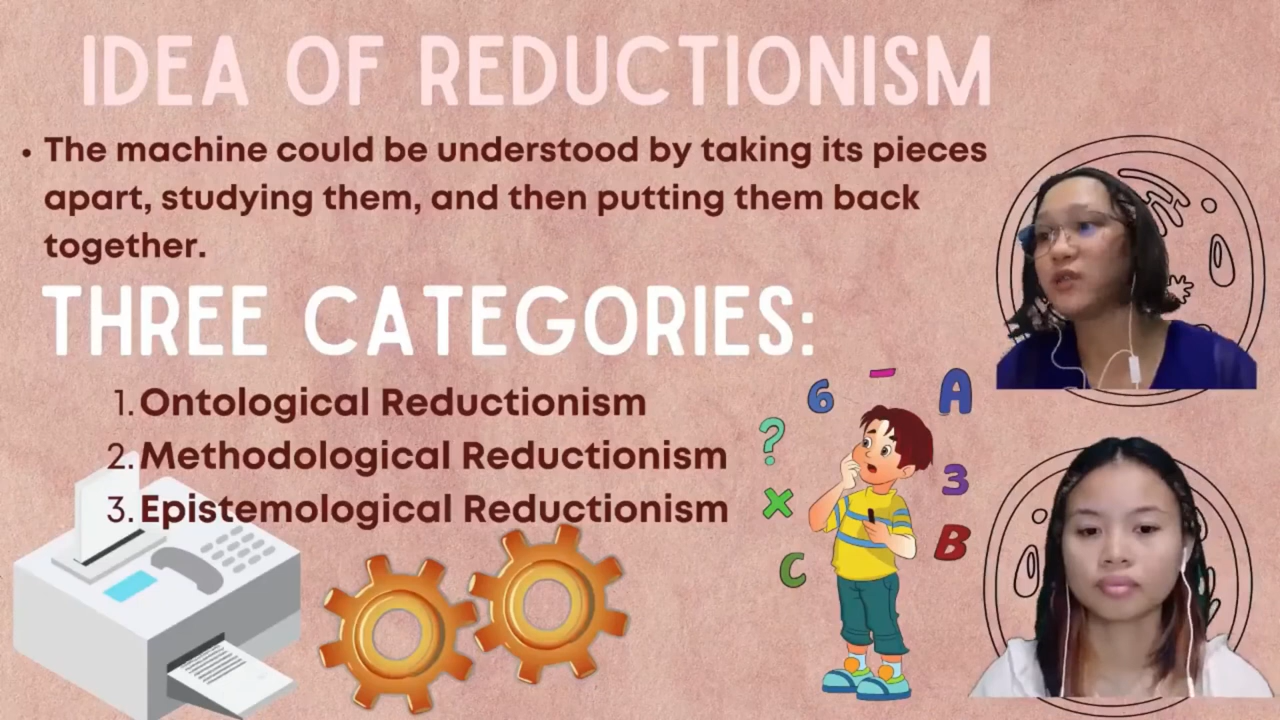 IDEA OF REDUCTIONISM
• The machine could be understood by taking its pieces
apart, studying them, and then putting them back
together.
THREE CATEGORIES:
1. Ontological Reductionism
2. Methodological Reductionism
3. Epistemological Reductionism
6
–
A
?
3
×
B
C